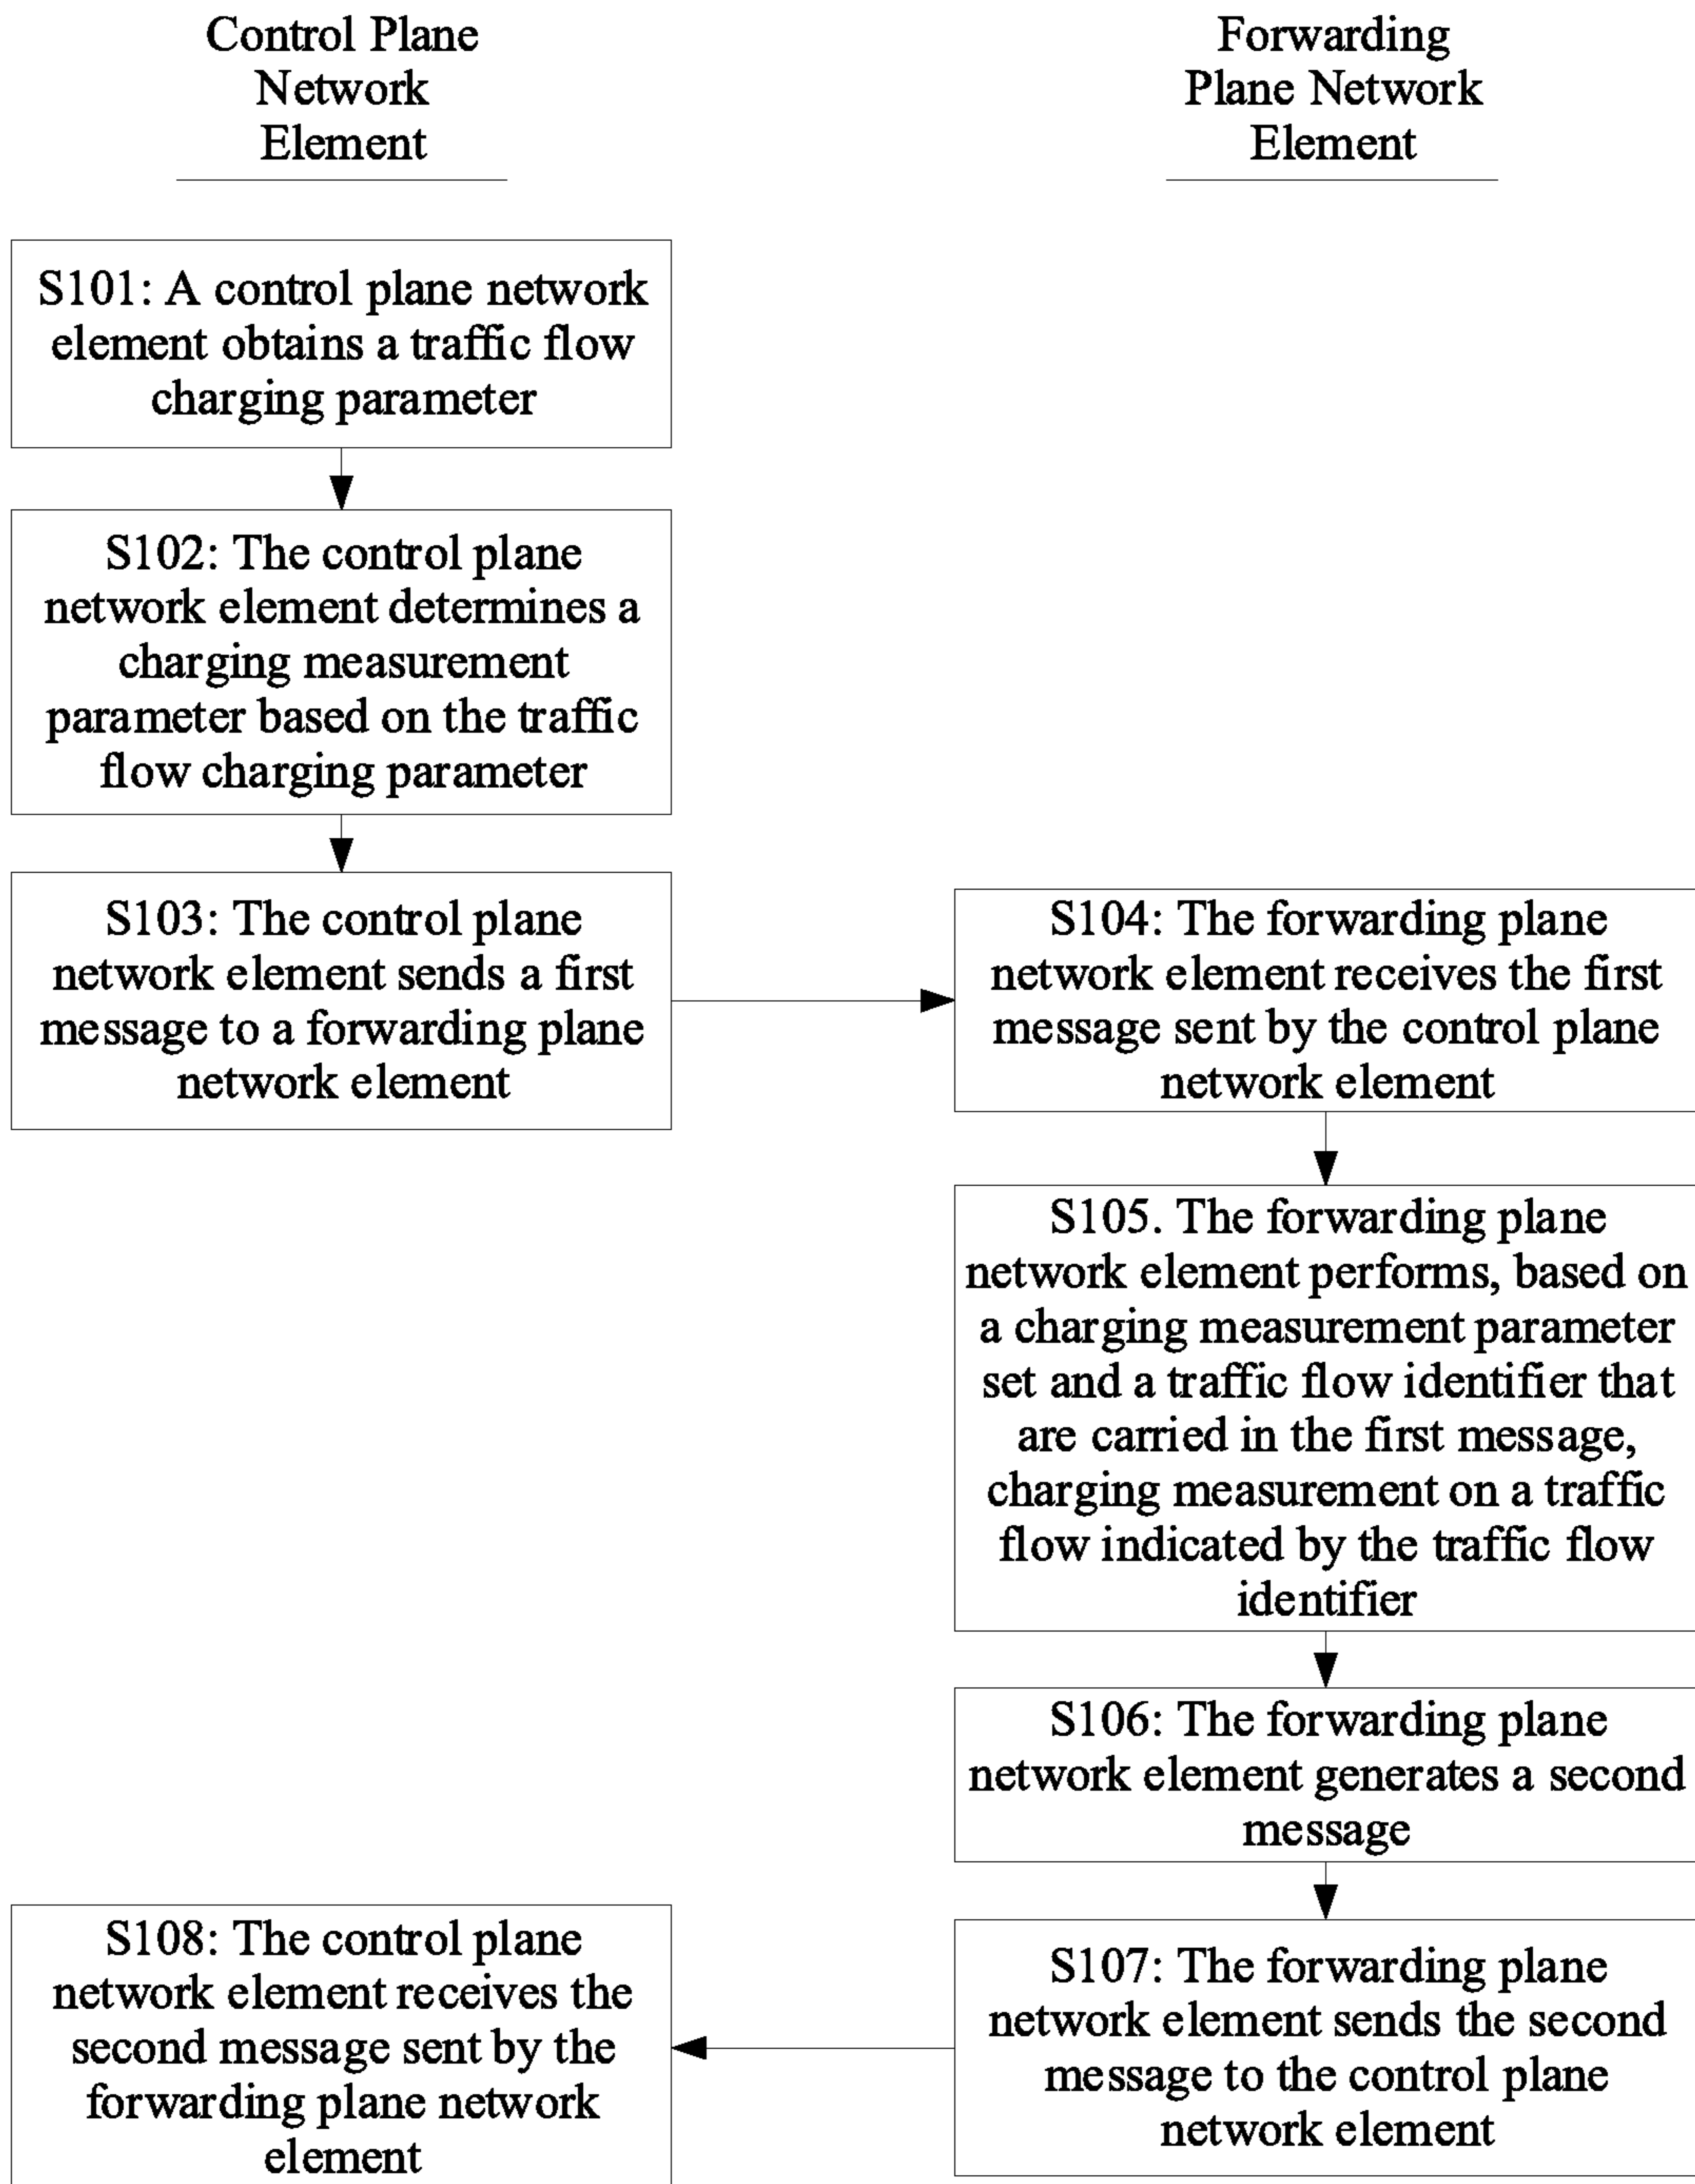 Control Plane
Network
Element
Forwarding
Plane Network
Element
S101: A control plane network
element obtains a traffic flow
charging parameter
S102: The control plane
network element determines a
charging measurement
parameter based on the traffic
flow charging parameter
S103: The control plane
network element sends a first
message to a forwarding plane
network element
S104: The forwarding plane
network element receives the first
message sent by the control plane
network element
S105. The forwarding plane
network element performs, based on
a charging measurement parameter
set and a traffic flow identifier that
are carried in the first message,
charging measurement on a traffic
flow indicated by the traffic flow
identifier
S106: The forwarding plane
network element generates a second
message
S107: The forwarding plane
network element sends the second
message to the control plane
network element
S108: The control plane
network element receives the
second message sent by the
forwarding plane network
element